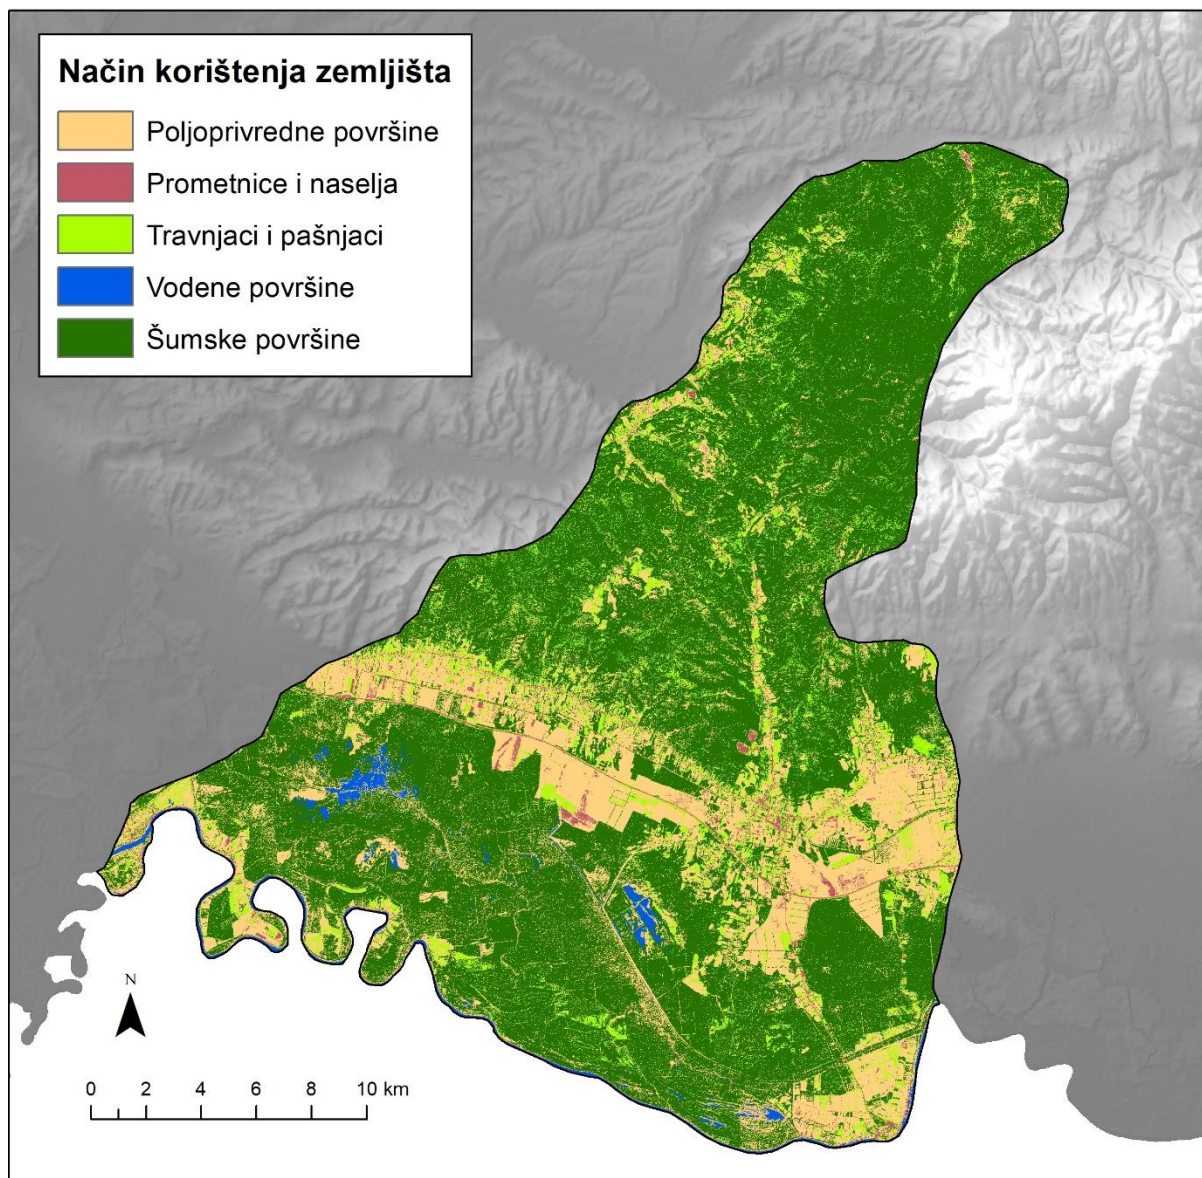 Način korištenja zemljišta
Poljoprivredne površine
Prometnice i naselja
Travnjaci i pašnjaci
Vodene površine
Šumske površine
N
0 2 4 6 8 10 km